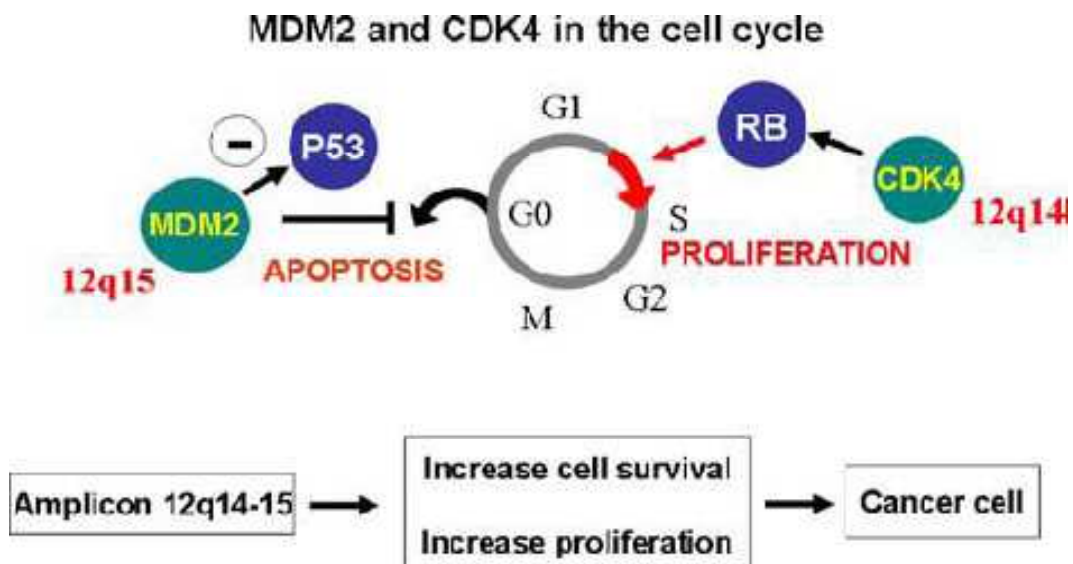 MDM2 and CDK4 in the cell cycle
G1
−
P53
RB
MDM2
CDK4
G0
S
12q14
12q15
APOPTOSIS
PROLIFERATION
G2
M
Increase cell survival
Amplicon 12q14-15
Cancer cell
Increase proliferation